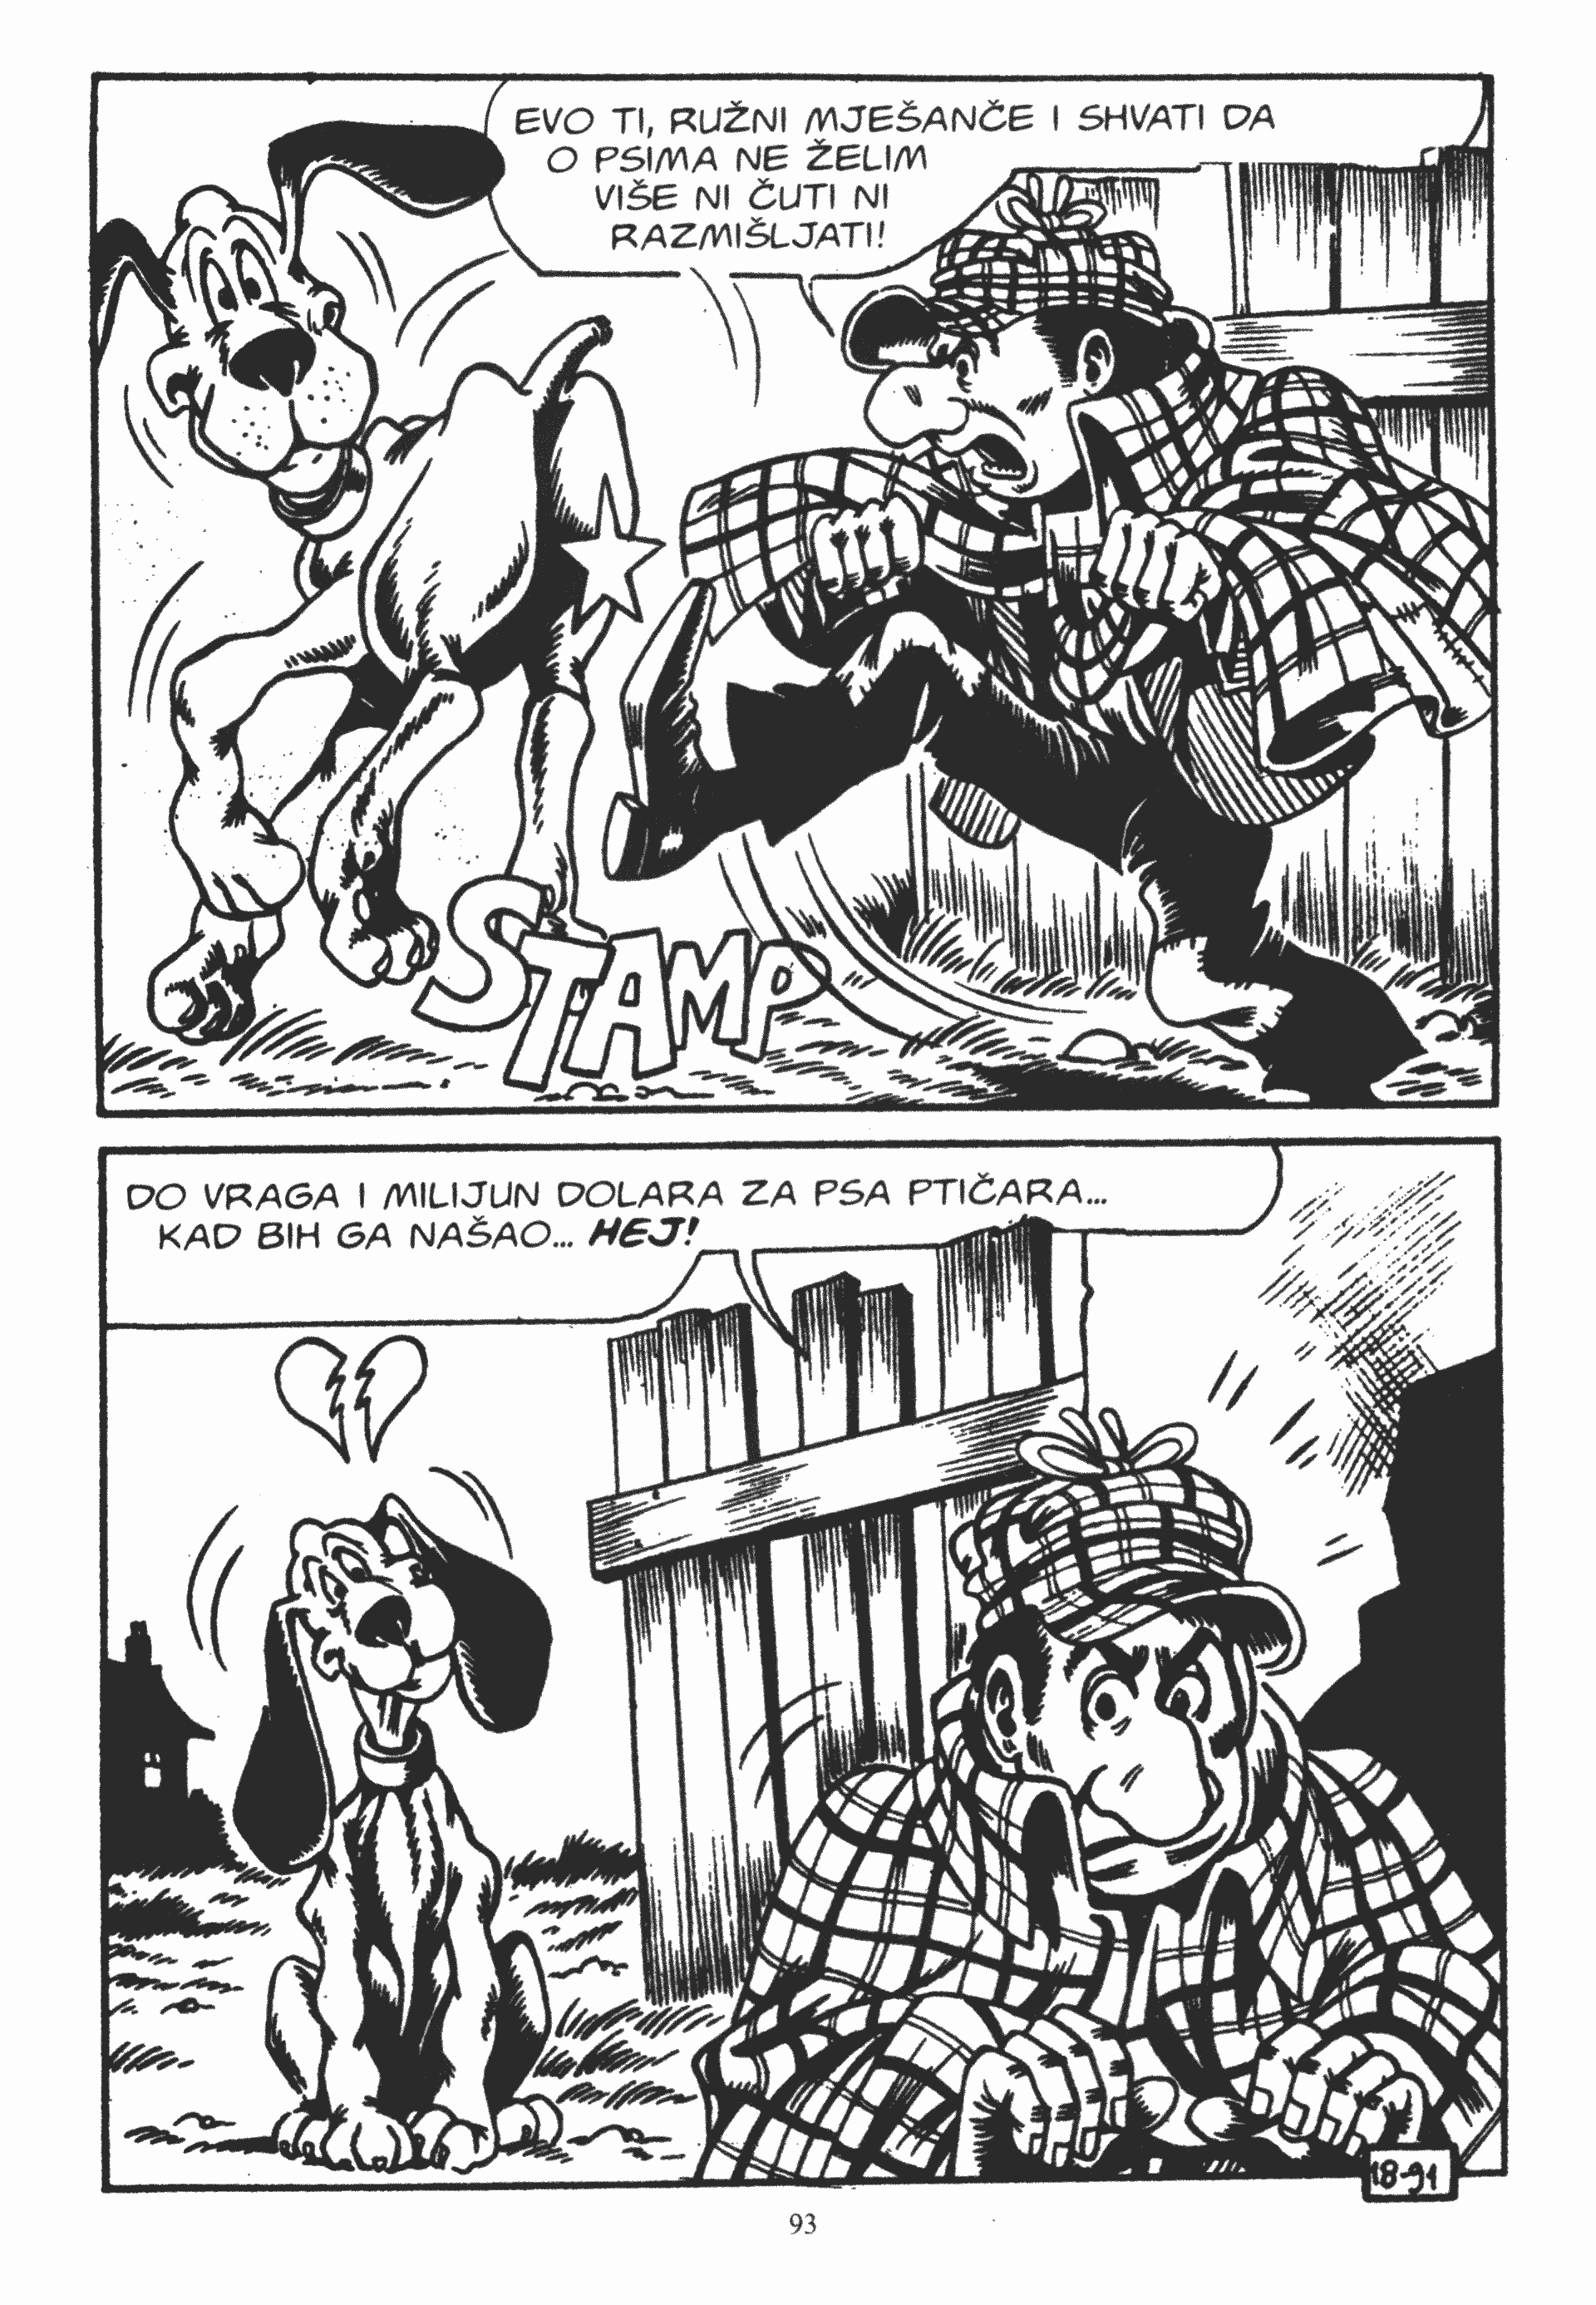 EVO TI, RUŽNI MJEŠANČE I SHVATI DA
O PSIMA NE ŽELIM
VIŠE NI ČUTI NI
RAZMIŠLJATI!
STAMP
DO VRAGA I MILIJUN DOLARA ZA PSA PTIČARA...
KAD BIH GA NAŠAO... HEJ!
18-91
93